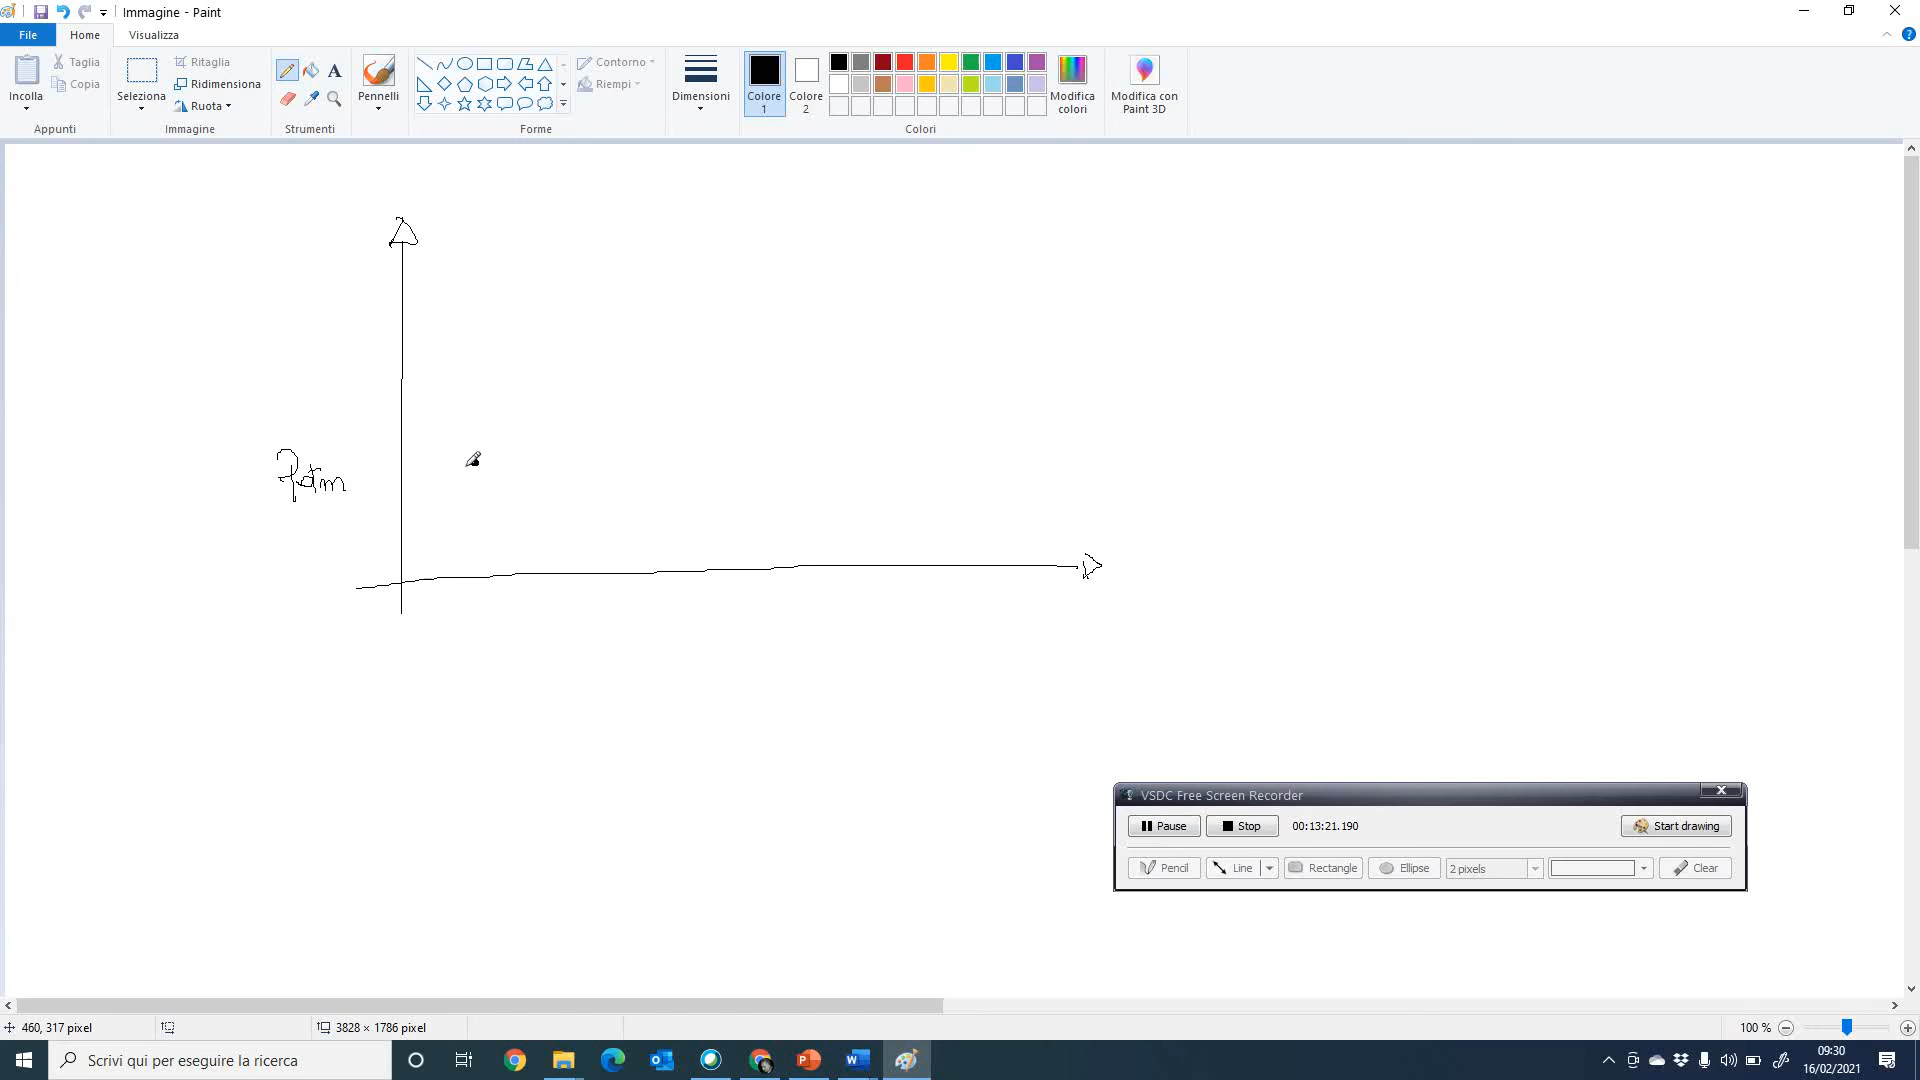 Immagine - Paint
File Home Visualizza
Incolla
Taglia
Copia
Appunti
Seleziona
Ritaglia
Ridimensiona
Ruota
Immagine
A
Strumenti
Pennelli
Contorno
Riempi
Forme
Dimensioni
Colore 1
Colore 2
Modifica colori
Colori
Modifica con Paint 3D
Patm
VSDC Free Screen Recorder
Pause Stop 00:13:21.190 Start drawing
Pencil Line Rectangle Ellipse 2 pixels Clear
460, 317 pixel 3828 × 1786 pixel 100 %
Scrivi qui per eseguire la ricerca
09:30
16/02/2021